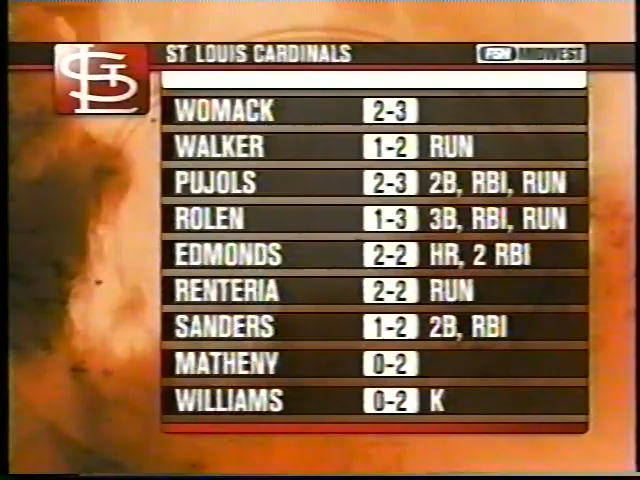 STL
ST LOUIS CARDINALS FSN MIDWEST
WOMACK 2-3
WALKER 1-2 RUN
PUJOLS 2-3 2B, RBI, RUN
ROLEN 1-3 3B, RBI, RUN
EDMONDS 2-2 HR, 2 RBI
RENTERIA 2-2 RUN
SANDERS 1-2 2B, RBI
MATHENY 0-2
WILLIAMS 0-2 K